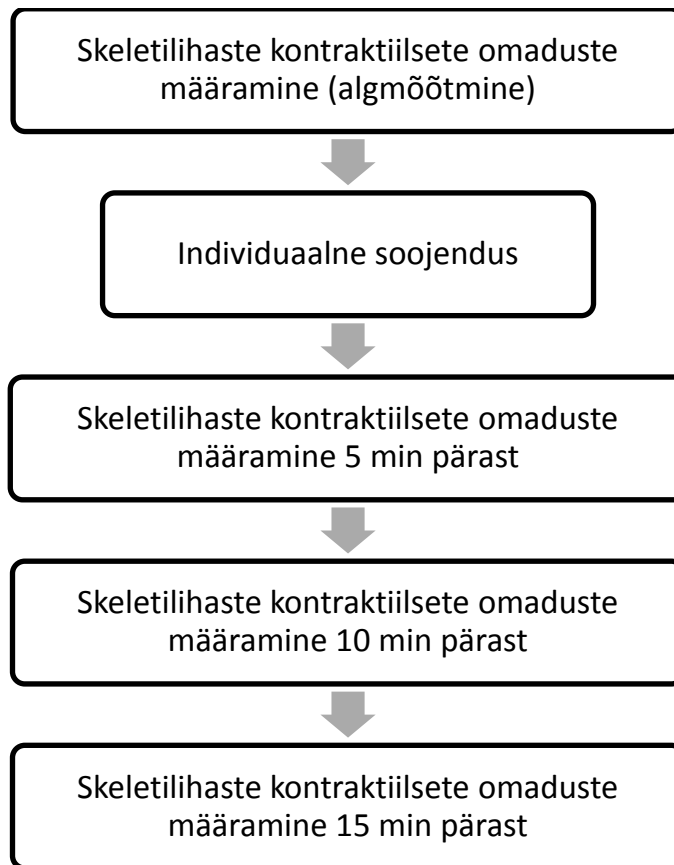 Skeletilihaste kontraktiilsete omaduste
määramine (algmõõtmine)
Individuaalne soojendus
Skeletilihaste kontraktiilsete omaduste
määramine 5 min pärast
Skeletilihaste kontraktiilsete omaduste
määramine 10 min pärast
Skeletilihaste kontraktiilsete omaduste
määramine 15 min pärast